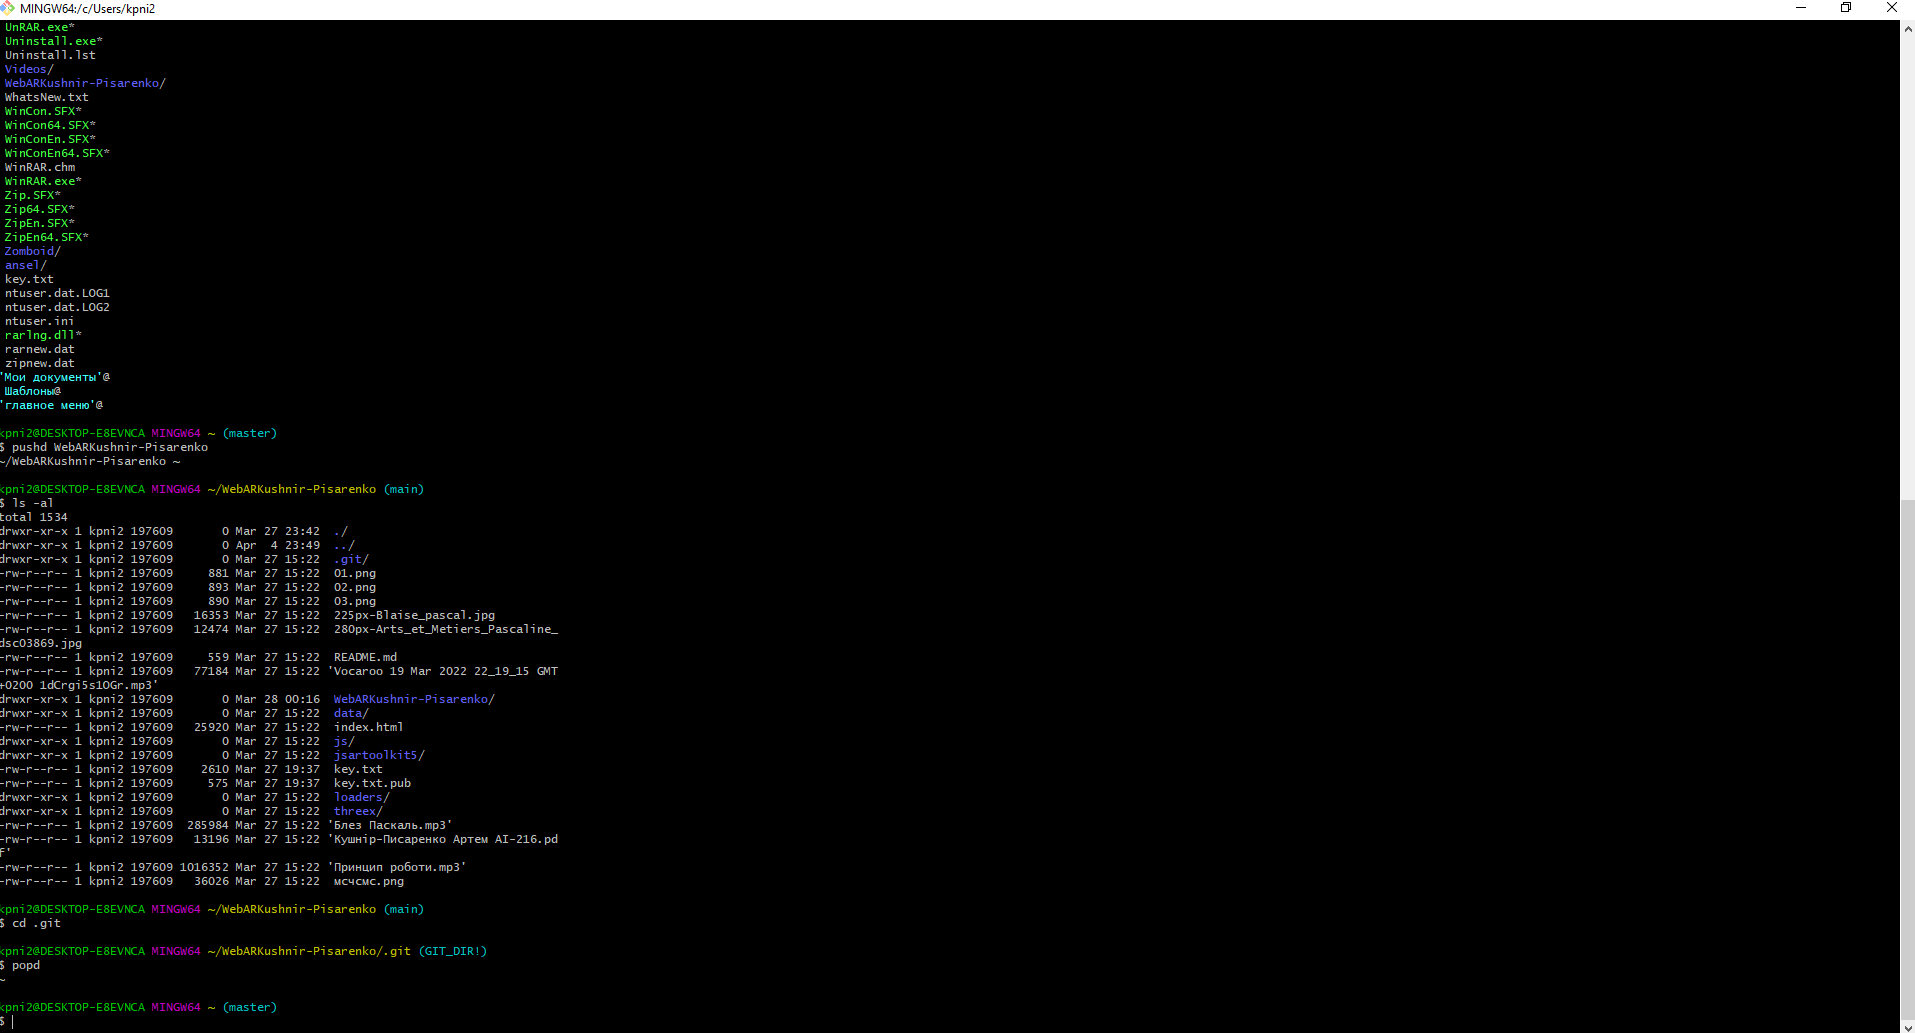 MINGW64:/c/Users/kpni2
UnRAR.exe*
Uninstall.exe*
Uninstall.lst
Videos/
WebARKushnir-Pisarenko/
WhatsNew.txt
WinCon.SFX*
WinCon64.SFX*
WinConEn.SFX*
WinConEn64.SFX*
WinRAR.chm
WinRAR.exe*
Zip.SFX*
Zip64.SFX*
ZipEn.SFX*
ZipEn64.SFX*
Zomboid/
ansel/
key.txt
ntuser.dat.LOG1
ntuser.dat.LOG2
ntuser.ini
rarlng.dll*
rarnew.dat
zipnew.dat
'Мои документы'@
Шаблоны@
'главное меню'@
kpni2@DESKTOP-E8EVNCA MINGW64 ~ (master)
$ pushd WebARKushnir-Pisarenko
~/WebARKushnir-Pisarenko ~
kpni2@DESKTOP-E8EVNCA MINGW64 ~/WebARKushnir-Pisarenko (main)
$ ls -al
total 1534
drwxr-xr-x 1 kpni2 197609       0 Mar 27 23:42  ./
drwxr-xr-x 1 kpni2 197609       0 Apr  4 23:49  ../
drwxr-xr-x 1 kpni2 197609       0 Mar 27 15:22  .git/
-rw-r--r-- 1 kpni2 197609     881 Mar 27 15:22  01.png
-rw-r--r-- 1 kpni2 197609     893 Mar 27 15:22  02.png
-rw-r--r-- 1 kpni2 197609     890 Mar 27 15:22  03.png
-rw-r--r-- 1 kpni2 197609   16353 Mar 27 15:22  225px-Blaise_pascal.jpg
-rw-r--r-- 1 kpni2 197609   12474 Mar 27 15:22  280px-Arts_et_Metiers_Pascaline_
dsc03869.jpg
-rw-r--r-- 1 kpni2 197609     559 Mar 27 15:22  README.md
-rw-r--r-- 1 kpni2 197609   77184 Mar 27 15:22 'Vocaroo 19 Mar 2022 22_19_15 GMT
+0200 1dCrgi5s1OGr.mp3'
drwxr-xr-x 1 kpni2 197609       0 Mar 28 00:16  WebARKushnir-Pisarenko/
drwxr-xr-x 1 kpni2 197609       0 Mar 27 15:22  data/
-rw-r--r-- 1 kpni2 197609   25920 Mar 27 15:22  index.html
drwxr-xr-x 1 kpni2 197609       0 Mar 27 15:22  js/
drwxr-xr-x 1 kpni2 197609       0 Mar 27 15:22  jsartoolkit5/
-rw-r--r-- 1 kpni2 197609    2610 Mar 27 19:37  key.txt
-rw-r--r-- 1 kpni2 197609     575 Mar 27 19:37  key.txt.pub
drwxr-xr-x 1 kpni2 197609       0 Mar 27 15:22  loaders/
drwxr-xr-x 1 kpni2 197609       0 Mar 27 15:22  threex/
-rw-r--r-- 1 kpni2 197609  285984 Mar 27 15:22 'Блез Паскаль.mp3'
-rw-r--r-- 1 kpni2 197609   13196 Mar 27 15:22 'Кушнір-Писаренко Артем АІ-216.pd
f'
-rw-r--r-- 1 kpni2 197609 1016352 Mar 27 15:22 'Принцип роботи.mp3'
-rw-r--r-- 1 kpni2 197609   36026 Mar 27 15:22  мсчсмс.png
kpni2@DESKTOP-E8EVNCA MINGW64 ~/WebARKushnir-Pisarenko (main)
$ cd .git
kpni2@DESKTOP-E8EVNCA MINGW64 ~/WebARKushnir-Pisarenko/.git (GIT_DIR!)
$ popd
~
kpni2@DESKTOP-E8EVNCA MINGW64 ~ (master)
$